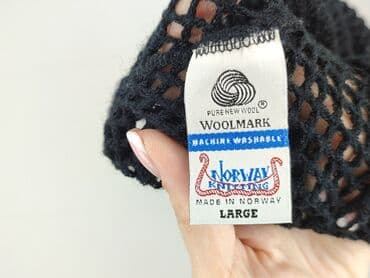 PURE NEW WOOL ®
WOOLMARK
MACHINE WASHABLE
NORWAY
KNITTING
MADE IN NORWAY
LARGE